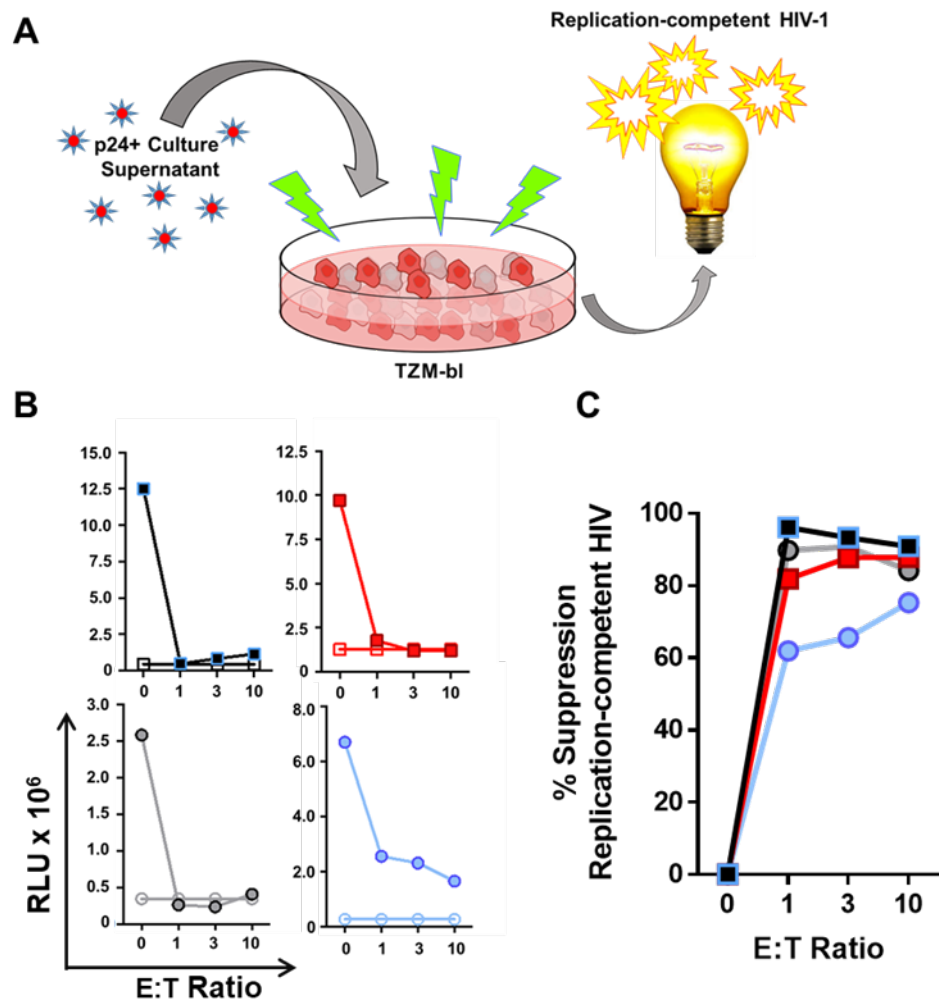 A
Replication-competent HIV-1
p24+ Culture
Supernatant
TZM-bl
B
15.0
12.5
10.0
7.5
5.0
2.5
0
0 1 3 10
12.5
10.0
7.5
5.0
2.5
0
0 1 3 10
3.0
2.5
2.0
1.5
1.0
0.5
0
0 1 3 10
8.0
6.0
4.0
2.0
0
0 1 3 10
RLU x 10⁶
E:T Ratio
C
% Suppression
Replication-competent HIV
100
80
60
40
20
0
0 1 3 10
E:T Ratio